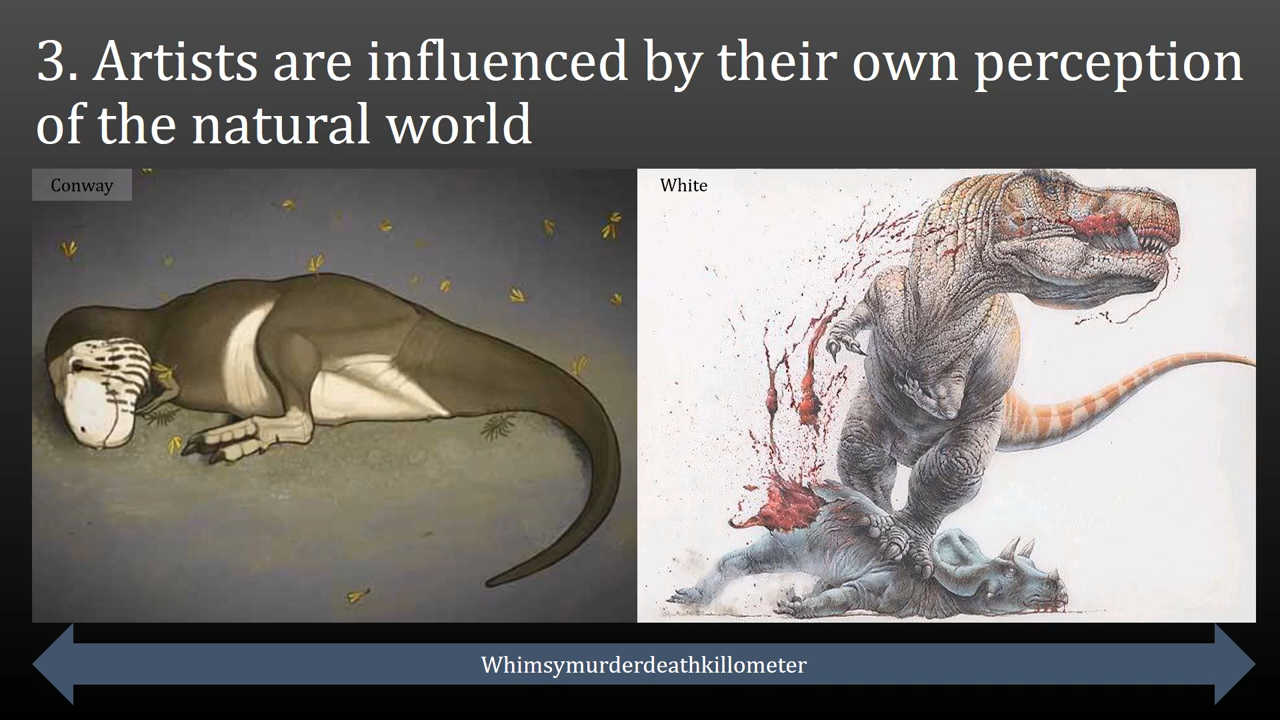 3. Artists are influenced by their own perception
of the natural world
Conway
White
Whimsymurderdeathkillometer